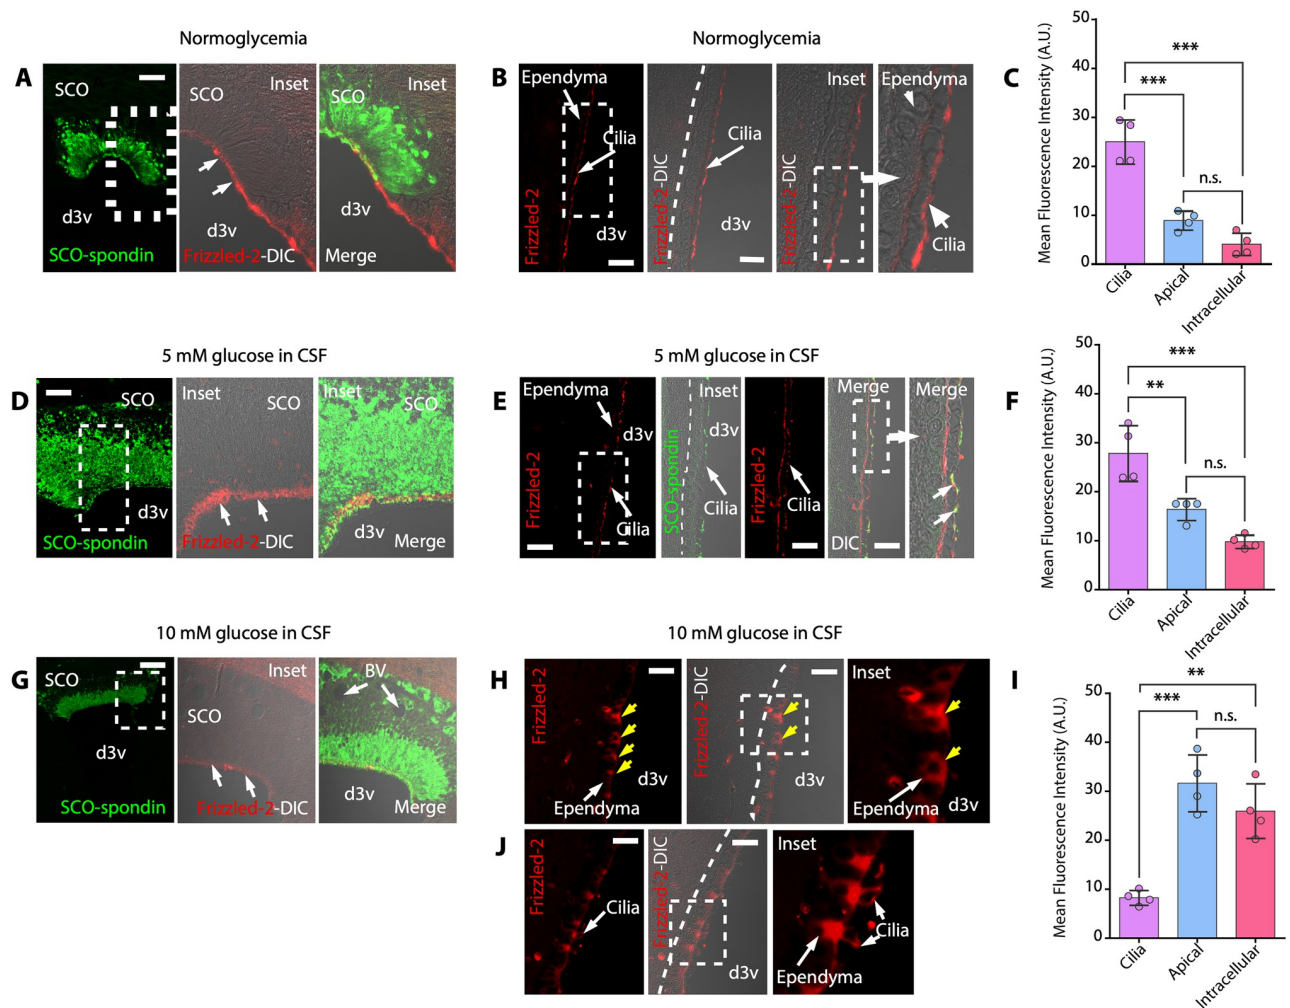 Normoglycemia
A
SCO
d3v
SCO-spondin
Inset
SCO
d3v
Frizzled-2-DIC
Inset
SCO
Merge
Normoglycemia
B
Ependyma
Cilia
Frizzled-2
d3v
Cilia
Frizzled-2-DIC
d3v
Inset
Frizzled-2-DIC
Ependyma
Cilia
C
Mean Fluorescence Intensity (A.U.)
50
40
30
20
10
0
***
***
n.s.
Cilia
Apical
Intracellular
5 mM glucose in CSF
D
SCO
d3v
SCO-spondin
Inset
SCO
Frizzled-2-DIC
Inset
SCO
d3v
Merge
5 mM glucose in CSF
E
Ependyma
d3v
Frizzled-2
Cilia
Inset
d3v
SCO-spondin
Cilia
Frizzled-2
Cilia
Merge
DIC
Merge
F
Mean Fluorescence Intensity (A.U.)
50
40
30
20
10
0
***
**
n.s.
Cilia
Apical
Intracellular
10 mM glucose in CSF
G
SCO
d3v
SCO-spondin
Inset
SCO
Frizzled-2-DIC
BV
d3v
Merge
10 mM glucose in CSF
H
Frizzled-2
d3v
Ependyma
Frizzled-2-DIC
d3v
Inset
Ependyma
d3v
I
Mean Fluorescence Intensity (A.U.)
50
40
30
20
10
0
**
***
n.s.
Cilia
Apical
Intracellular
J
Frizzled-2
Cilia
Frizzled-2-DIC
d3v
Inset
Cilia
Ependyma